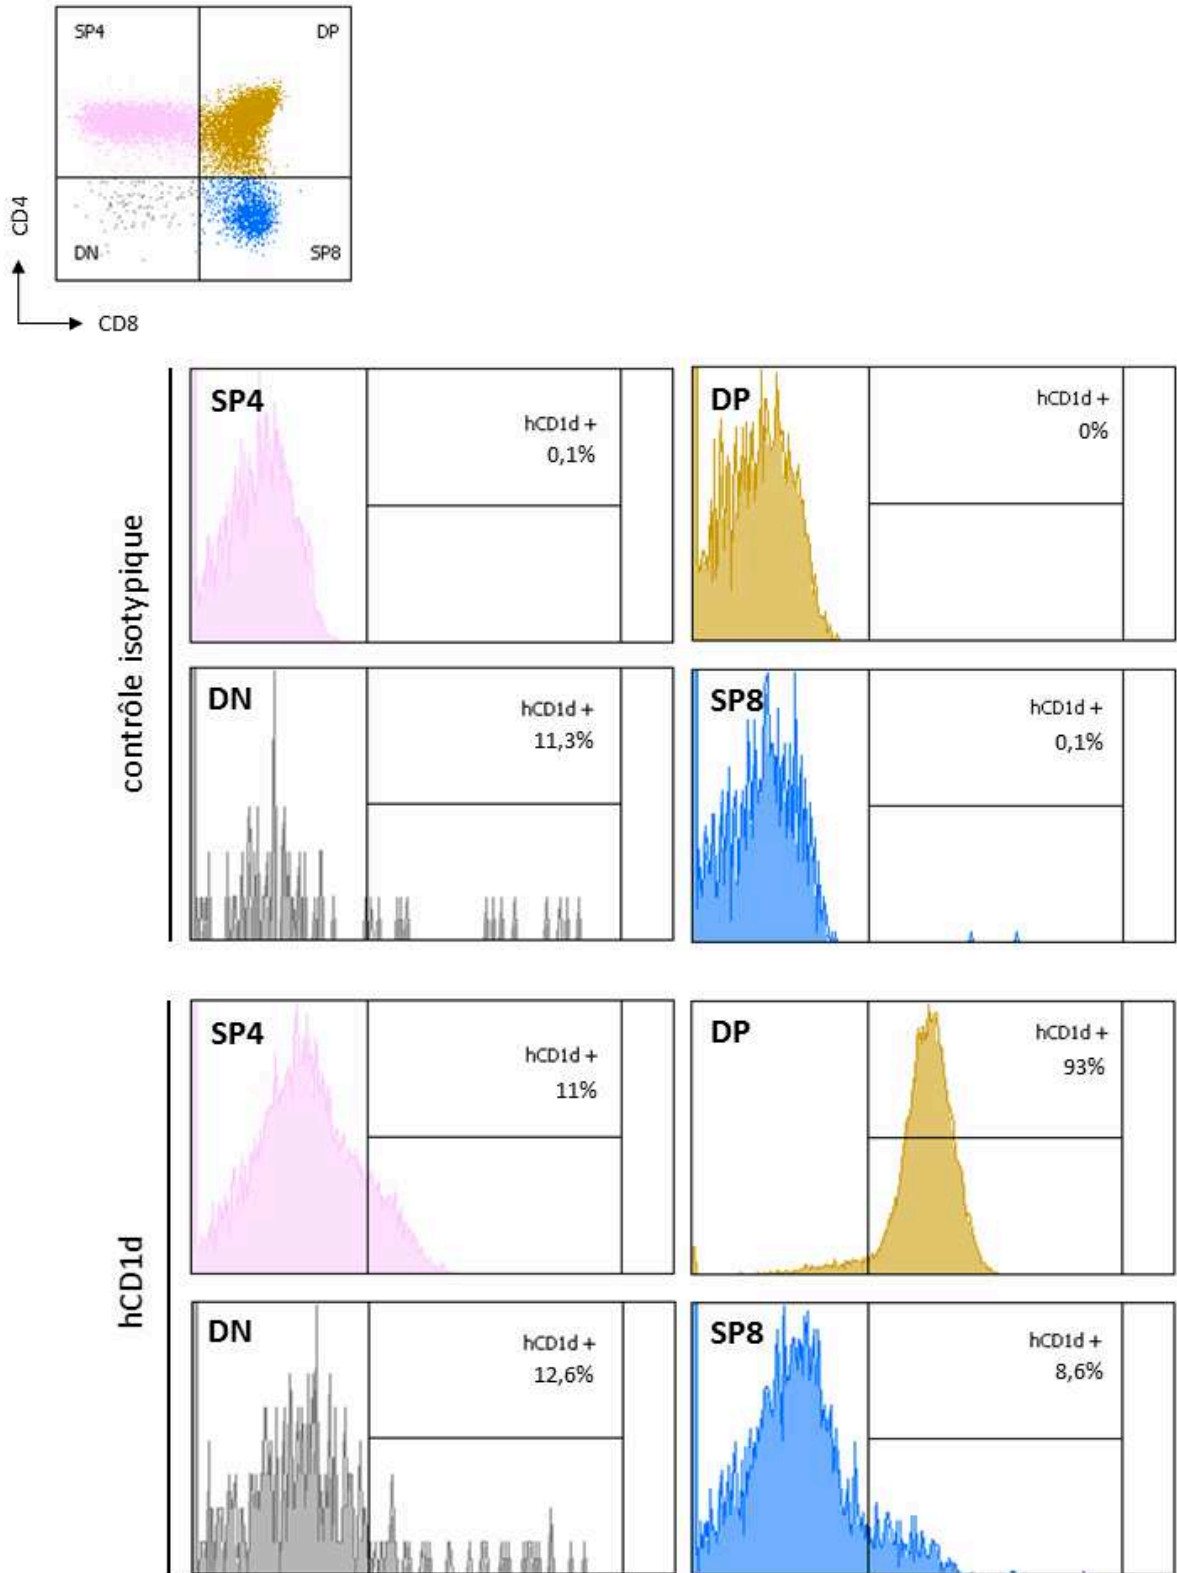 SP4
DP
CD4
DN
SP8
CD8
contrôle isotypique
SP4
hCD1d +
0,1%
DP
hCD1d +
0%
DN
hCD1d +
11,3%
SP8
hCD1d +
0,1%
hCD1d
SP4
hCD1d +
11%
DP
hCD1d +
93%
DN
hCD1d +
12,6%
SP8
hCD1d +
8,6%